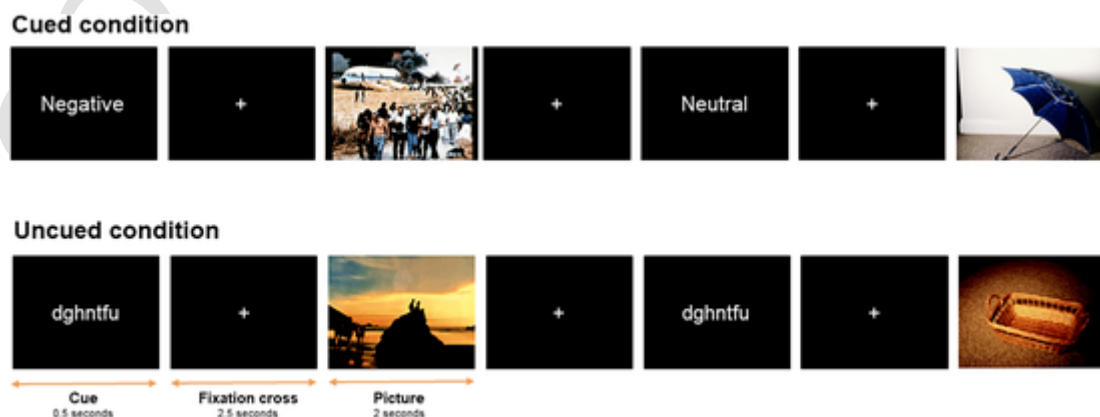 Cued condition
Negative
+
+
Neutral
+
Uncued condition
dghntfu
+
+
dghntfu
+
Cue
0.5 seconds
Fixation cross
2.5 seconds
Picture
2 seconds